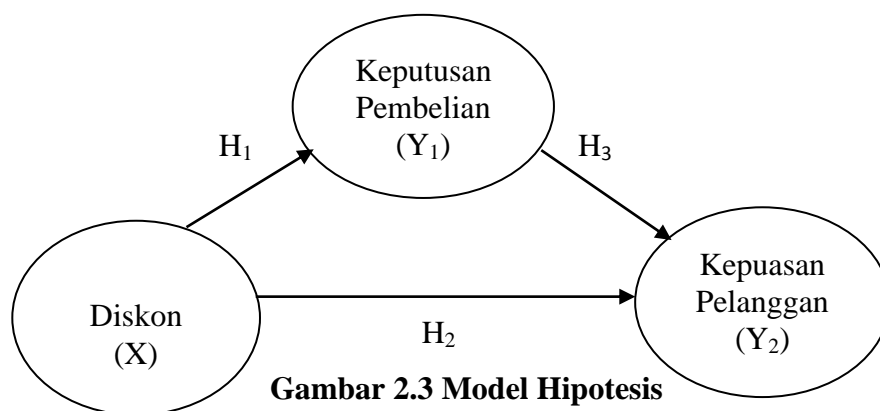 Keputusan
Pembelian
(Y₁)
H₁
H₃
Kepuasan
Pelanggan
(Y₂)
Diskon
(X)
H₂
Gambar 2.3 Model Hipotesis